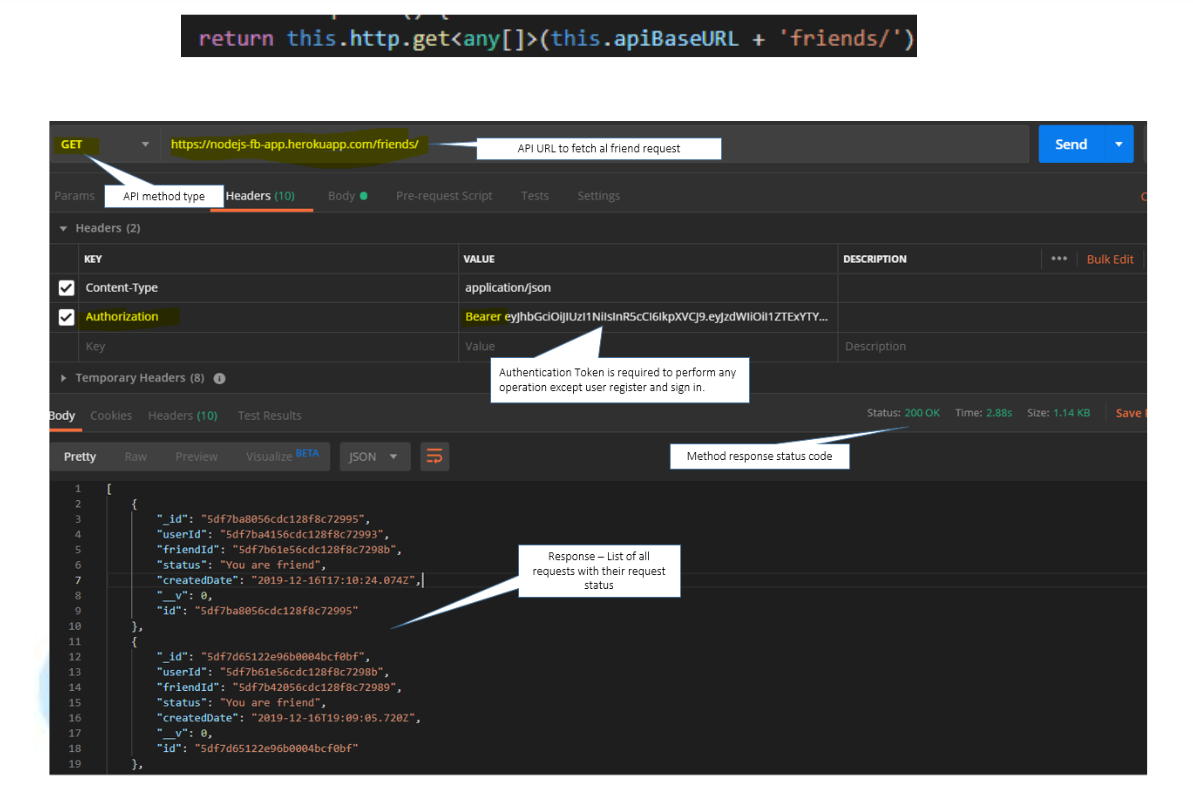 return this.http.get<any[]>(this.apiBaseURL + 'friends/')
GET https://nodejs-fb-app.herokuapp.com/friends/ API URL to fetch al friend request Send
Params API method type Headers (10) Body Pre-request Script Tests Settings
Headers (2)
KEY VALUE DESCRIPTION ••• Bulk Edit
Content-Type application/json
Authorization Bearer
Key Value Description
Authentication Token is required to perform any
operation except user register and sign in.
Temporary Headers (8)
Body Cookies Headers (10) Test Results Status: 200 OK Time: 2.88s Size: 1.14 KB Save
Method response status code
Pretty Raw Preview Visualize BETA JSON
1 [
2 {
3 "_id": "5df7ba8056cdc128f8c72995",
4 "userId": "5df7ba4156cdc128f8c72993",
5 "friendId": "5df7b61e56cdc128f8c7298b",
6 "status": "You are friend",
7 "createdDate": "2019-12-16T17:10:24.074Z",
8 "__v": 0,
9 "id": "5df7ba8056cdc128f8c72995"
10 },
Response – List of all
requests with their request
status
11 {
12 "_id": "5df7d65122e96b0004bcf0bf",
13 "userId": "5df7b61e56cdc128f8c7298b",
14 "friendId": "5df7b42056cdc128f8c72989",
15 "status": "You are friend",
16 "createdDate": "2019-12-16T19:09:05.720Z",
17 "__v": 0,
18 "id": "5df7d65122e96b0004bcf0bf"
19 },